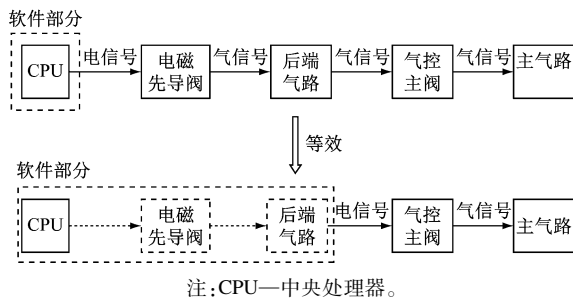 软件部分
CPU
电信号
电磁
先导阀
气信号
后端
气路
气信号
气控
主阀
气信号
主气路
等效
软件部分
CPU
电磁
先导阀
后端
气路
电信号
气控
主阀
气信号
主气路
注:CPU—中央处理器。